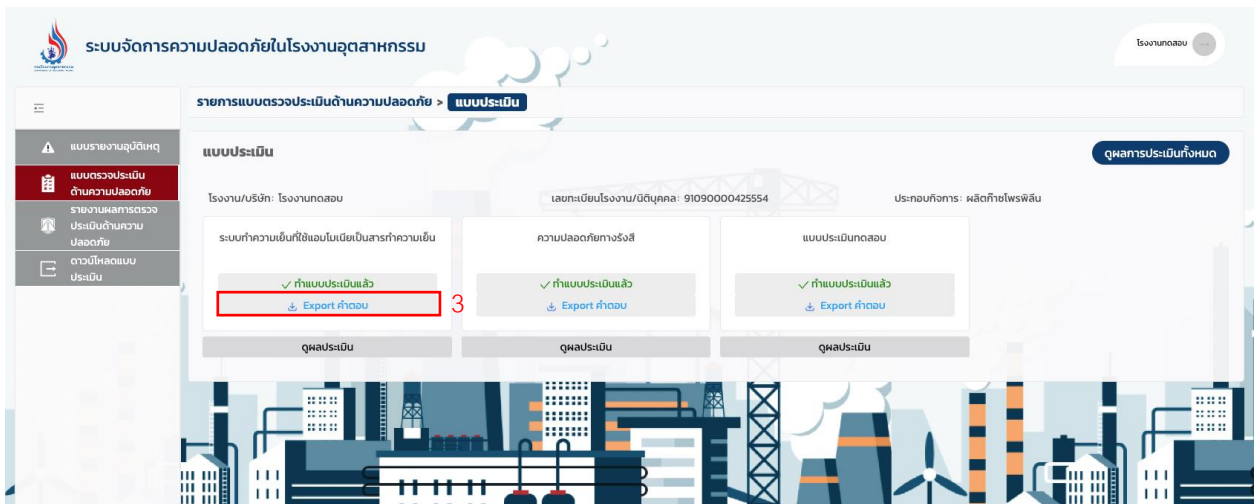 ระบบจัดการความปลอดภัยในโรงงานอุตสาหกรรม
โรงงานทดสอบ
รายการแบบตรวจประเมินด้านความปลอดภัย > แบบประเมิน
แบบรายงานอุบัติเหตุ
แบบตรวจประเมิน
ด้านความปลอดภัย
รายงานผลการตรวจ
ประเมินด้านความ
ปลอดภัย
ดาวน์โหลดแบบ
ประเมิน
แบบประเมิน
ดูผลการประเมินทั้งหมด
โรงงาน/บริษัท: โรงงานทดสอบ
เลขทะเบียนโรงงาน/นิติบุคคล: 91090000425554
ประกอบกิจการ: ผลิตก๊าซโพรพิลีน
ระบบทำความเย็นที่ใช้แอมโมเนียเป็นสารทำความเย็น
ความปลอดภัยทางรังสี
แบบประเมินทดสอบ
ทำแบบประเมินแล้ว
ทำแบบประเมินแล้ว
ทำแบบประเมินแล้ว
Export คำตอบ
3
Export คำตอบ
Export คำตอบ
ดูผลประเมิน
ดูผลประเมิน
ดูผลประเมิน